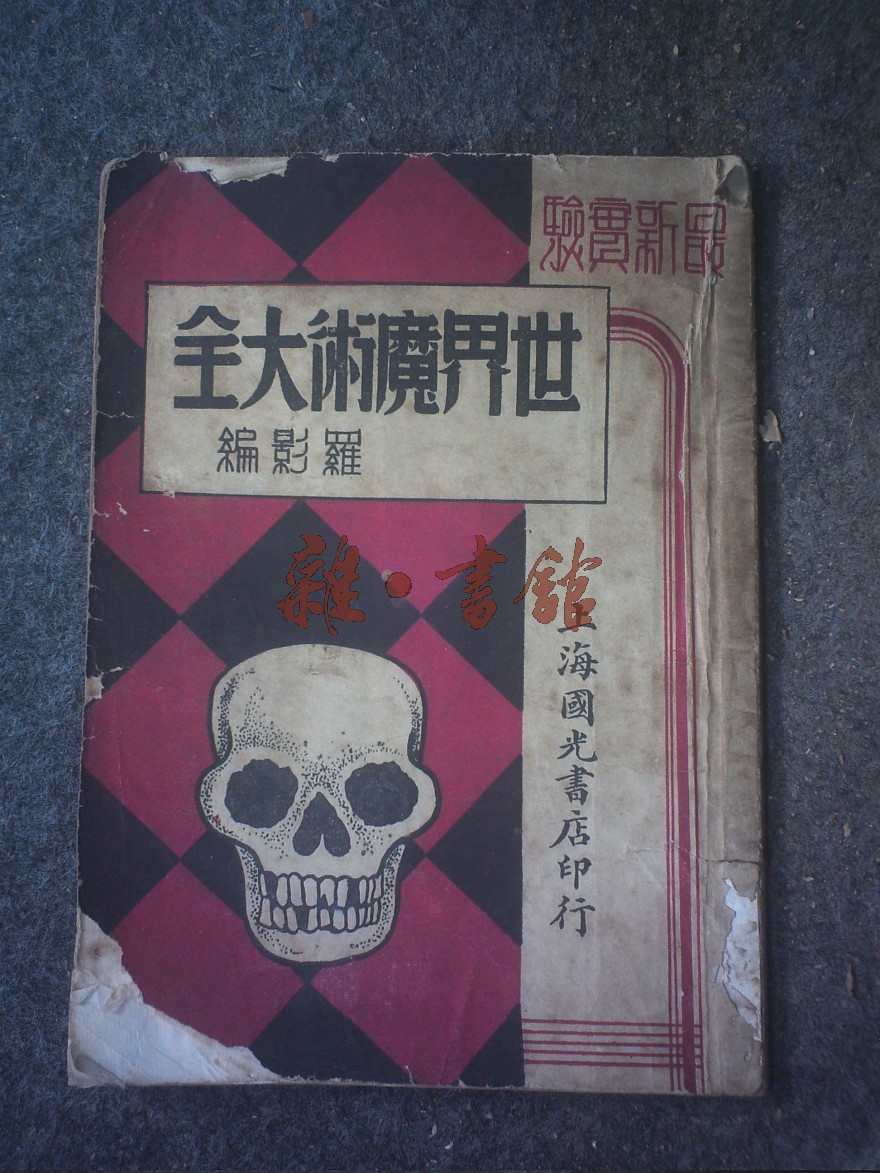 最新實驗
世界魔術大全
羅影編
雜·書館
上海國光書店印行